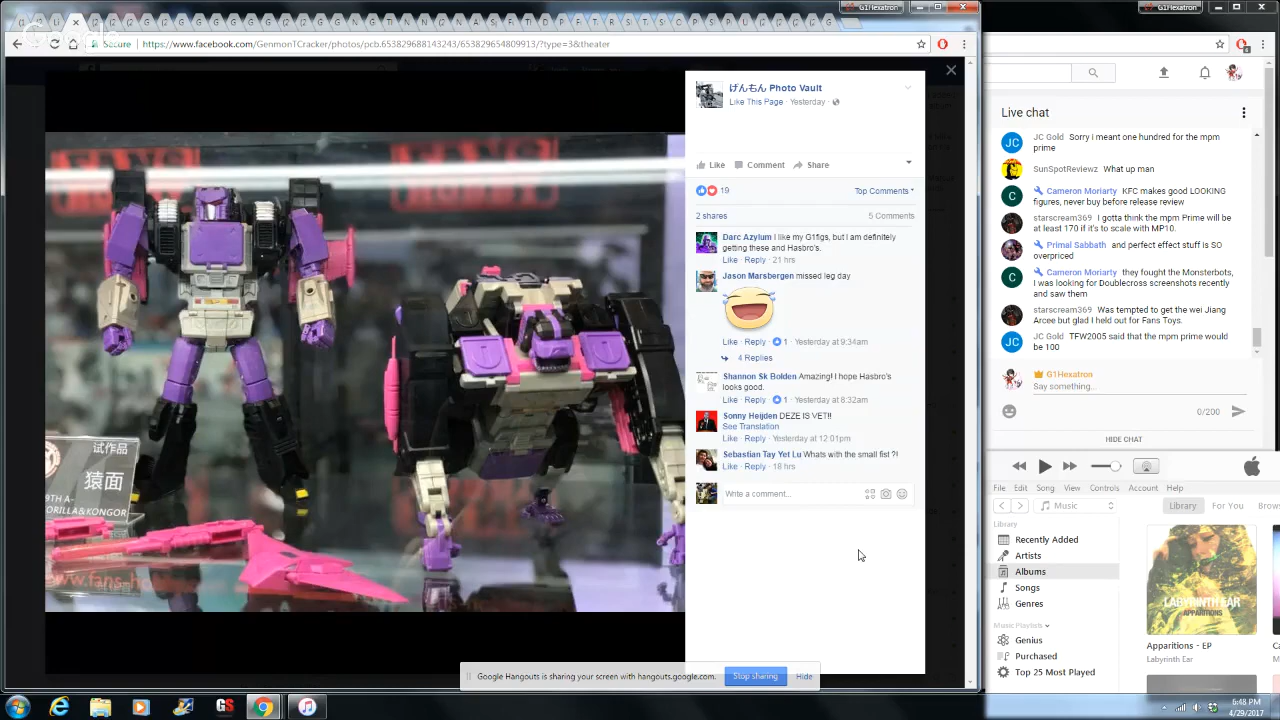 G1Hexatron
G1Hexatron
Google
Secure
https://www.facebook.com/GenmonTCracker/photos/pcb.653829688143243/653829654809913/?type=3&theater
げんもん Photo Vault
Like This Page · Yesterday ·
Like Comment Share
19
Top Comments
2 shares
5 Comments
Darc Azylum I like my G1figs, but I am definitely
getting these and Hasbro's.
Like · Reply · 21 hrs
Jason Marsbergen missed leg day
Like · Reply · 1 · Yesterday at 9:34am
4 Replies
Shannon Sk Bolden Amazing! I hope Hasbro's
looks good.
Like · Reply · 1 · Yesterday at 8:32am
Sonny Heijden DEZE IS VET!!
See Translation
Like · Reply · Yesterday at 12:01pm
Sebastian Tay Yet Lu Whats with the small fist ?!
Like · Reply · 18 hrs
Write a comment...
試作品
猿面
9TH A-
ORILLA&KONGOR
www.fans-h
Google Hangouts is sharing your screen with hangouts.google.com.
Stop sharing
Hide
Live chat
JC Gold Sorry I meant one hundred for the mpm
prime
SunSpotReviewz What up man
Cameron Moriarty KFC makes good LOOKING
figures, never buy before release review
starscream369 I gotta think the mpm Prime will be
at least 170 if it's to scale with MP10.
Primal Sabbath and perfect effect stuff is SO
overpriced
Cameron Moriarty they fought the Monsterbots,
I was looking for Doublecross screenshots recently
and saw them
starscream369 Was tempted to get the wei Jiang
Arcee but glad I held out for Fans Toys.
JC Gold TFW2005 said that the mpm prime would
be 100
G1Hexatron
Say something...
0/200
HIDE CHAT
File Edit Song View Controls Account Help
Music
Library For You Brows
Library
Recently Added
Artists
Albums
Songs
Genres
Music Playlists
Genius
Purchased
Top 25 Most Played
LABYRINTH EAR
APPARITIONS
Apparitions - EP
Labyrinth Ear
Ca
GS
6:48 PM
4/29/2017